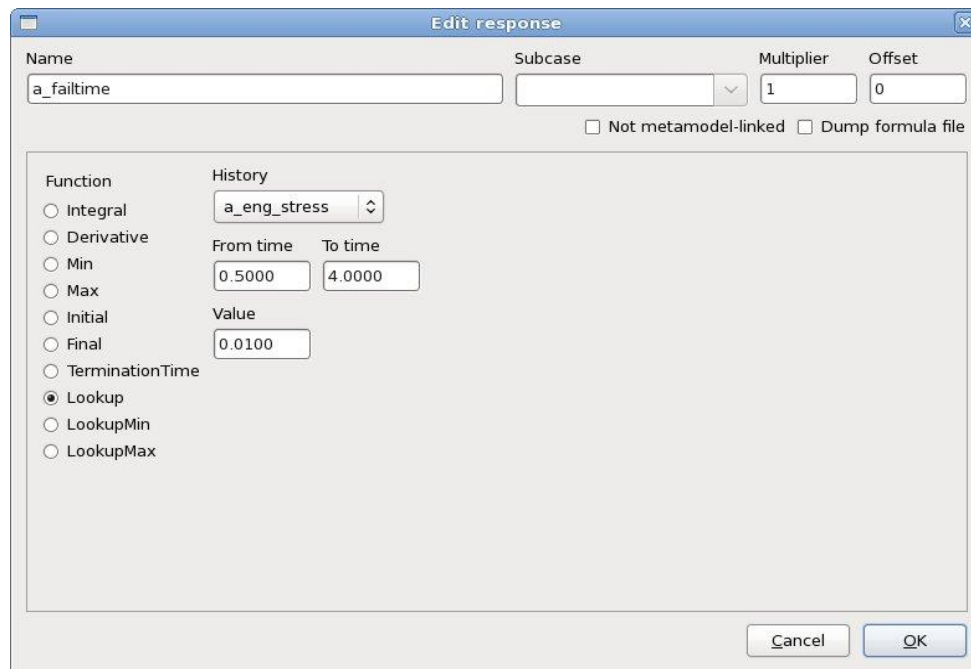 Edit response
Name Subcase Multiplier Offset
a_failtime 1 0
Not metamodel-linked Dump formula file
Function History
Integral a_eng_stress
Derivative From time To time
Min 0.5000 4.0000
Max
Initial Value
Final 0.0100
TerminationTime
Lookup
LookupMin
LookupMax
Cancel OK